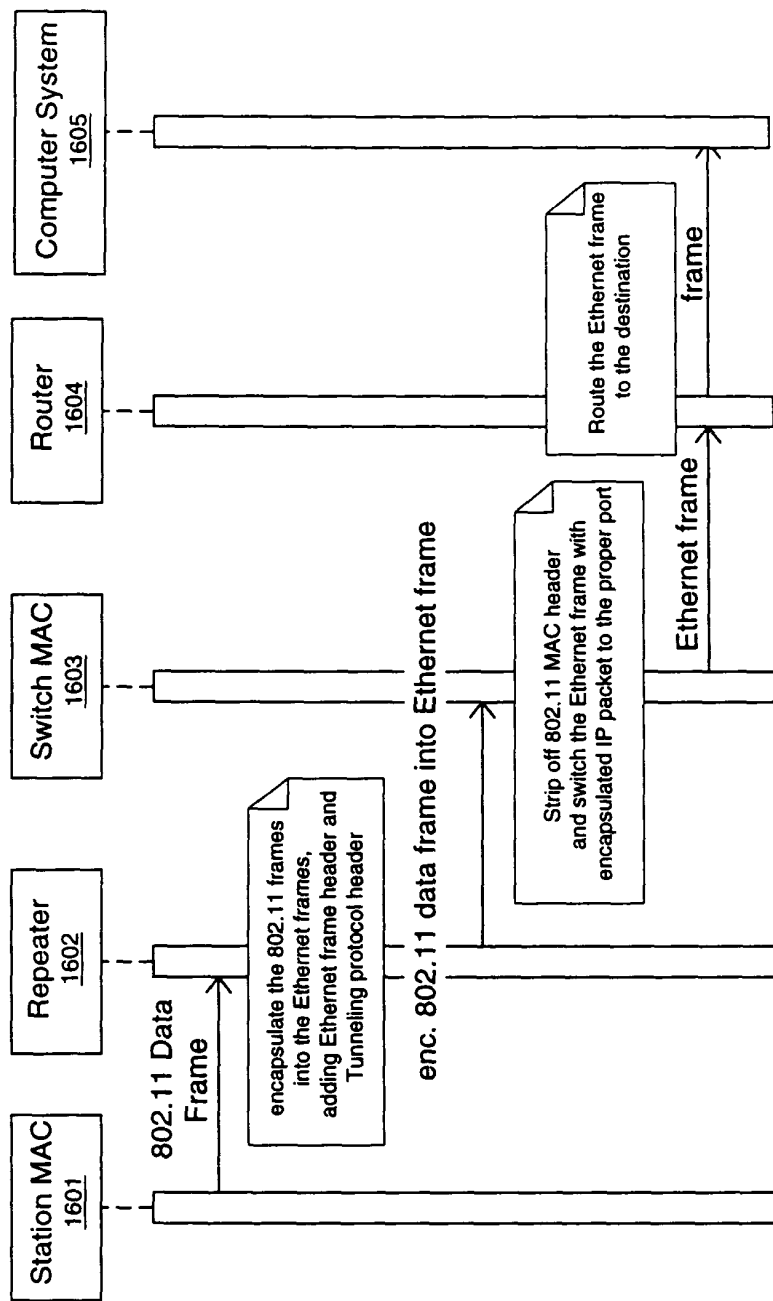 Station MAC
1601
Repeater
1602
Switch MAC
1603
Router
1604
Computer System
1605
802.11 Data
Frame
encapsulate the 802.11 frames
into the Ethernet frames,
adding Ethernet frame header and
Tunneling protocol header
enc. 802.11 data frame into Ethernet frame
Strip off 802.11 MAC header
and switch the Ethernet frame with
encapsulated IP packet to the proper port
Ethernet frame
Route the Ethernet frame
to the destination
frame